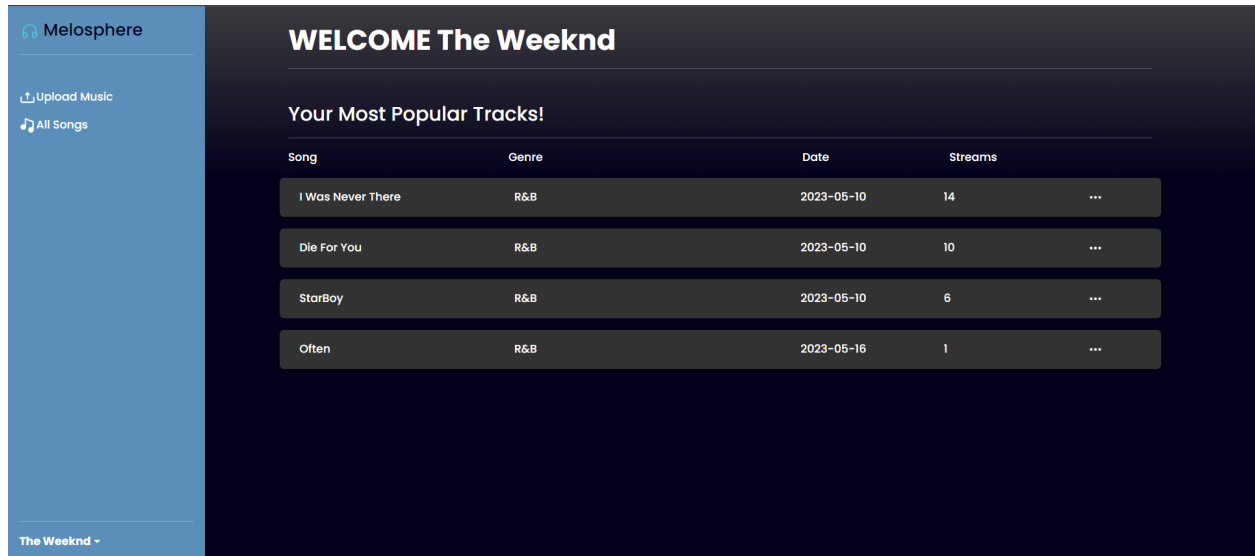 Melosphere
Upload Music
All Songs
The Weeknd
WELCOME The Weeknd
Your Most Popular Tracks!
Song Genre Date Streams
I Was Never There R&B 2023-05-10 14 ...
Die For You R&B 2023-05-10 10 ...
StarBoy R&B 2023-05-10 6 ...
Often R&B 2023-05-16 1 ...